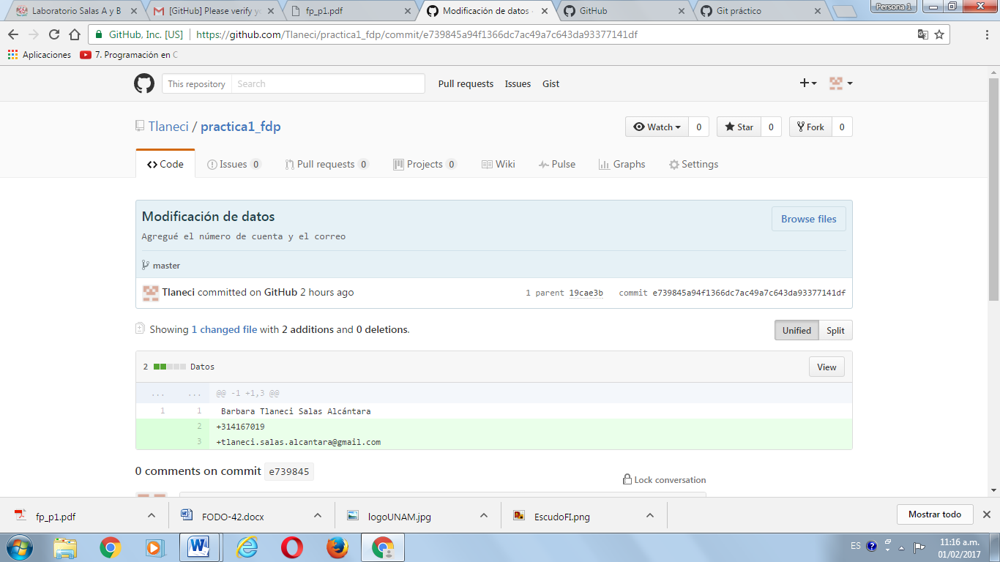 Laboratorio Salas A y B
[GitHub] Please verify yo
fp_p1.pdf
Modificación de datos ·
GitHub
Git práctico
Persona 1
GitHub, Inc. [US] https://github.com/Tlaneci/practica1_fdp/commit/e739845a94f1366dc7ac49a7c643da93377141df
Aplicaciones 7. Programación en C
This repository Search Pull requests Issues Gist
Tlaneci / practica1_fdp Watch 0 Star 0 Fork 0
Code Issues 0 Pull requests 0 Projects 0 Wiki Pulse Graphs Settings
Modificación de datos Browse files
Agregué el número de cuenta y el correo
master
Tlaneci committed on GitHub 2 hours ago 1 parent 19cae3b commit e739845a94f1366dc7ac49a7c643da93377141df
Showing 1 changed file with 2 additions and 0 deletions. Unified Split
2 Datos View
... ... @@ -1 +1,3 @@
1 1 Barbara Tlaneci Salas Alcántara
2 +314167019
3 +tlaneci.salas.alcantara@gmail.com
0 comments on commit e739845
Lock conversation
fp_p1.pdf FODO-42.docx logoUNAM.jpg EscudoFI.png Mostrar todo
ES 11:16 a.m.
01/02/2017